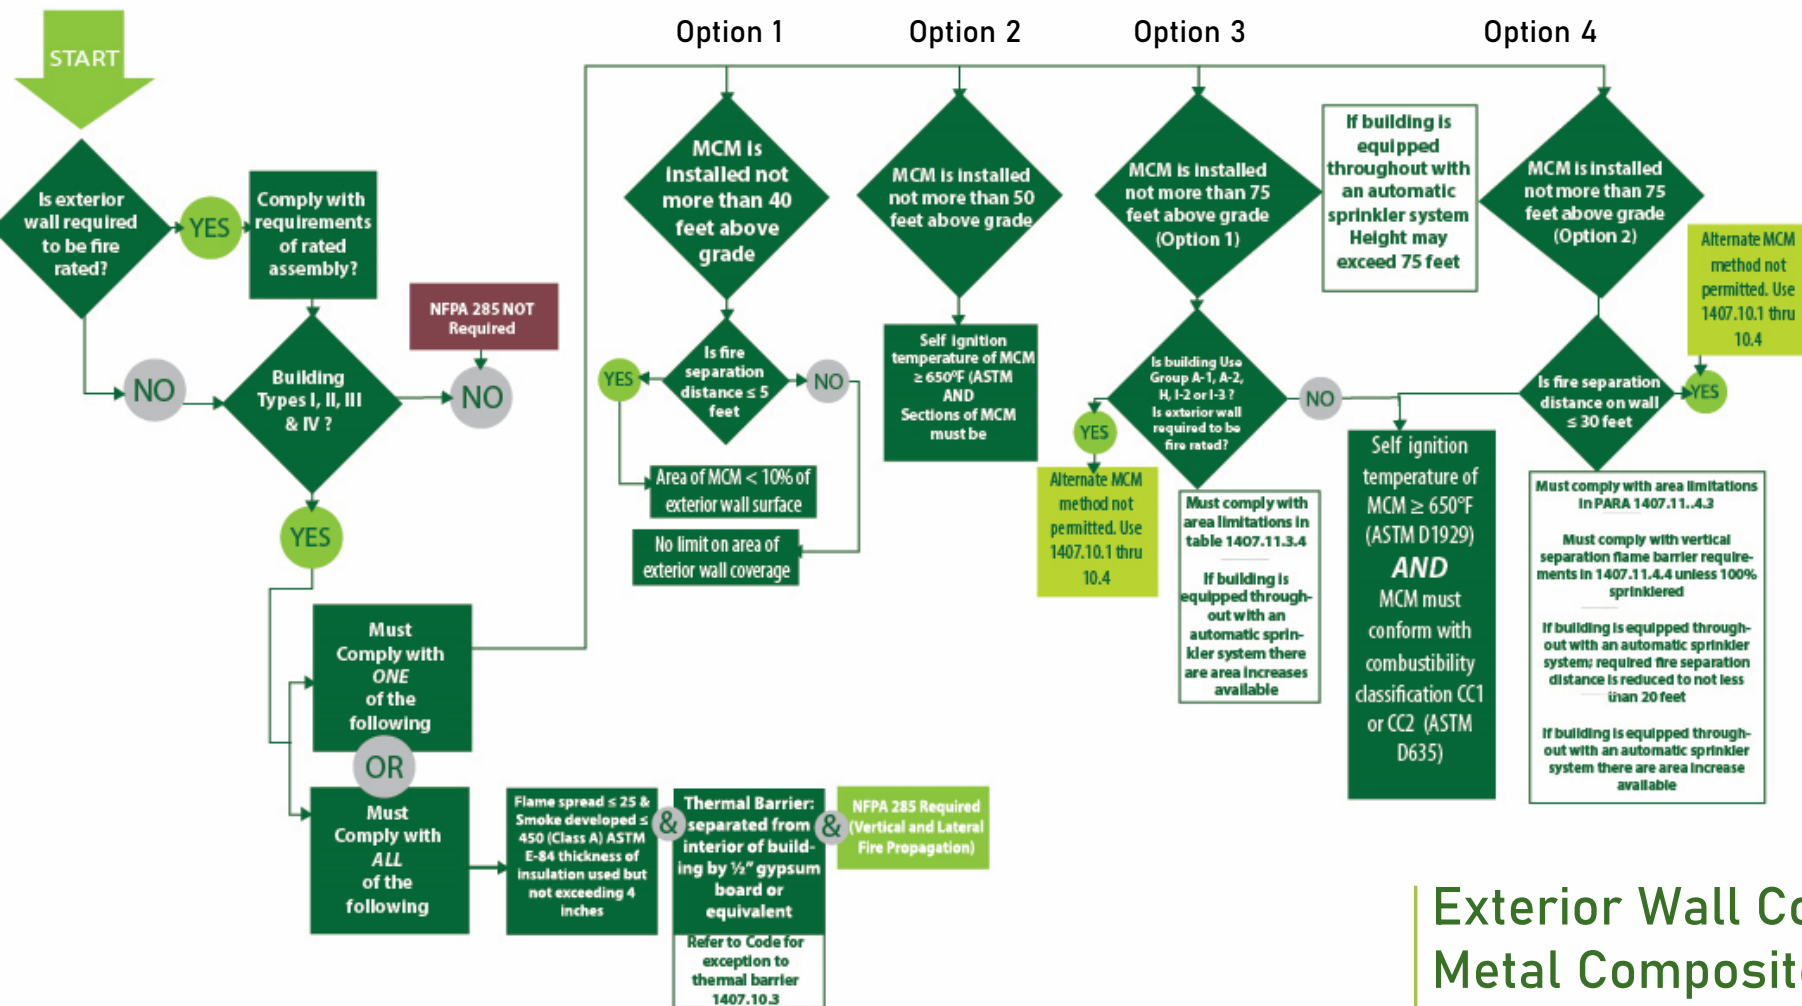 START
Option 1
Option 2
Option 3
Option 4
Is exterior
wall required
to be fire
rated?
YES
Comply with
requirements
of rated
assembly?
NO
Building
Types I, II, III
& IV ?
NFPA 285 NOT
Required
NO
YES
Must
Comply with
ONE
of the
following
OR
Must
Comply with
ALL
of the
following
Flame spread ≤ 25 &
Smoke developed ≤
450 (Class A) ASTM
E-84 thickness of
insulation used but
not exceeding 4
inches
&
Thermal Barrier:
separated from
interior of build-
ing by ½" gypsum
board or
equivalent
Refer to Code for
exception to
thermal barrier
1407.10.3
&
NFPA 285 Required
(Vertical and Lateral
Fire Propagation)
MCM is
installed not
more than 40
feet above
grade
Is fire
separation
distance ≤ 5
feet
YES
NO
Area of MCM < 10% of
exterior wall surface
No limit on area of
exterior wall coverage
MCM is installed
not more than 50
feet above grade
Self ignition
temperature of MCM
≥ 650°F (ASTM
AND
Sections of MCM
must be
MCM is installed
not more than 75
feet above grade
(Option 1)
Is building Use
Group A-1, A-2,
H, I-2 or I-3 ?
Is exterior wall
required to be
fire rated?
YES
NO
Alternate MCM
method not
permitted. Use
1407.10.1 thru
10.4
Must comply with
area limitations in
table 1407.11.3.4
If building is
equipped through-
out with an
automatic sprin-
kler system there
are area increases
available
If building is
equipped
throughout with
an automatic
sprinkler system
Height may
exceed 75 feet
Self ignition
temperature of
MCM ≥ 650°F
(ASTM D1929)
AND
MCM must
conform with
combustibility
classification CC1
or CC2 (ASTM
D635)
MCM is installed
not more than 75
feet above grade
(Option 2)
Alternate MCM
method not
permitted. Use
1407.10.1 thru
10.4
Is fire separation
distance on wall
≤ 30 feet
YES
Must comply with area limitations
in PARA 1407.11..4.3
Must comply with vertical
separation flame barrier require-
ments in 1407.11.4.4 unless 100%
sprinklered
If building is equipped through-
out with an automatic sprinkler
system; required fire separation
distance is reduced to not less
than 20 feet
If building is equipped through-
out with an automatic sprinkler
system there are area increase
available
Exterior Wall Co
Metal Composit